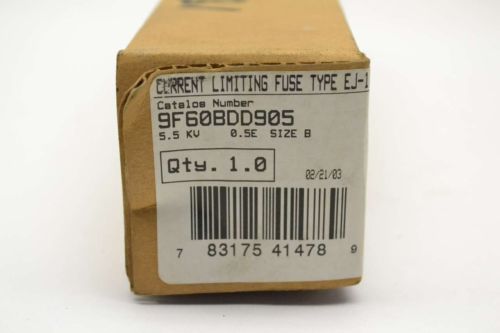 CURRENT LIMITING FUSE TYPE EJ-1
Catalog Number
9F60BDD905
5.5 KV 0.5E SIZE B
Qty. 1.0
02/21/03
7 83175 41478 9